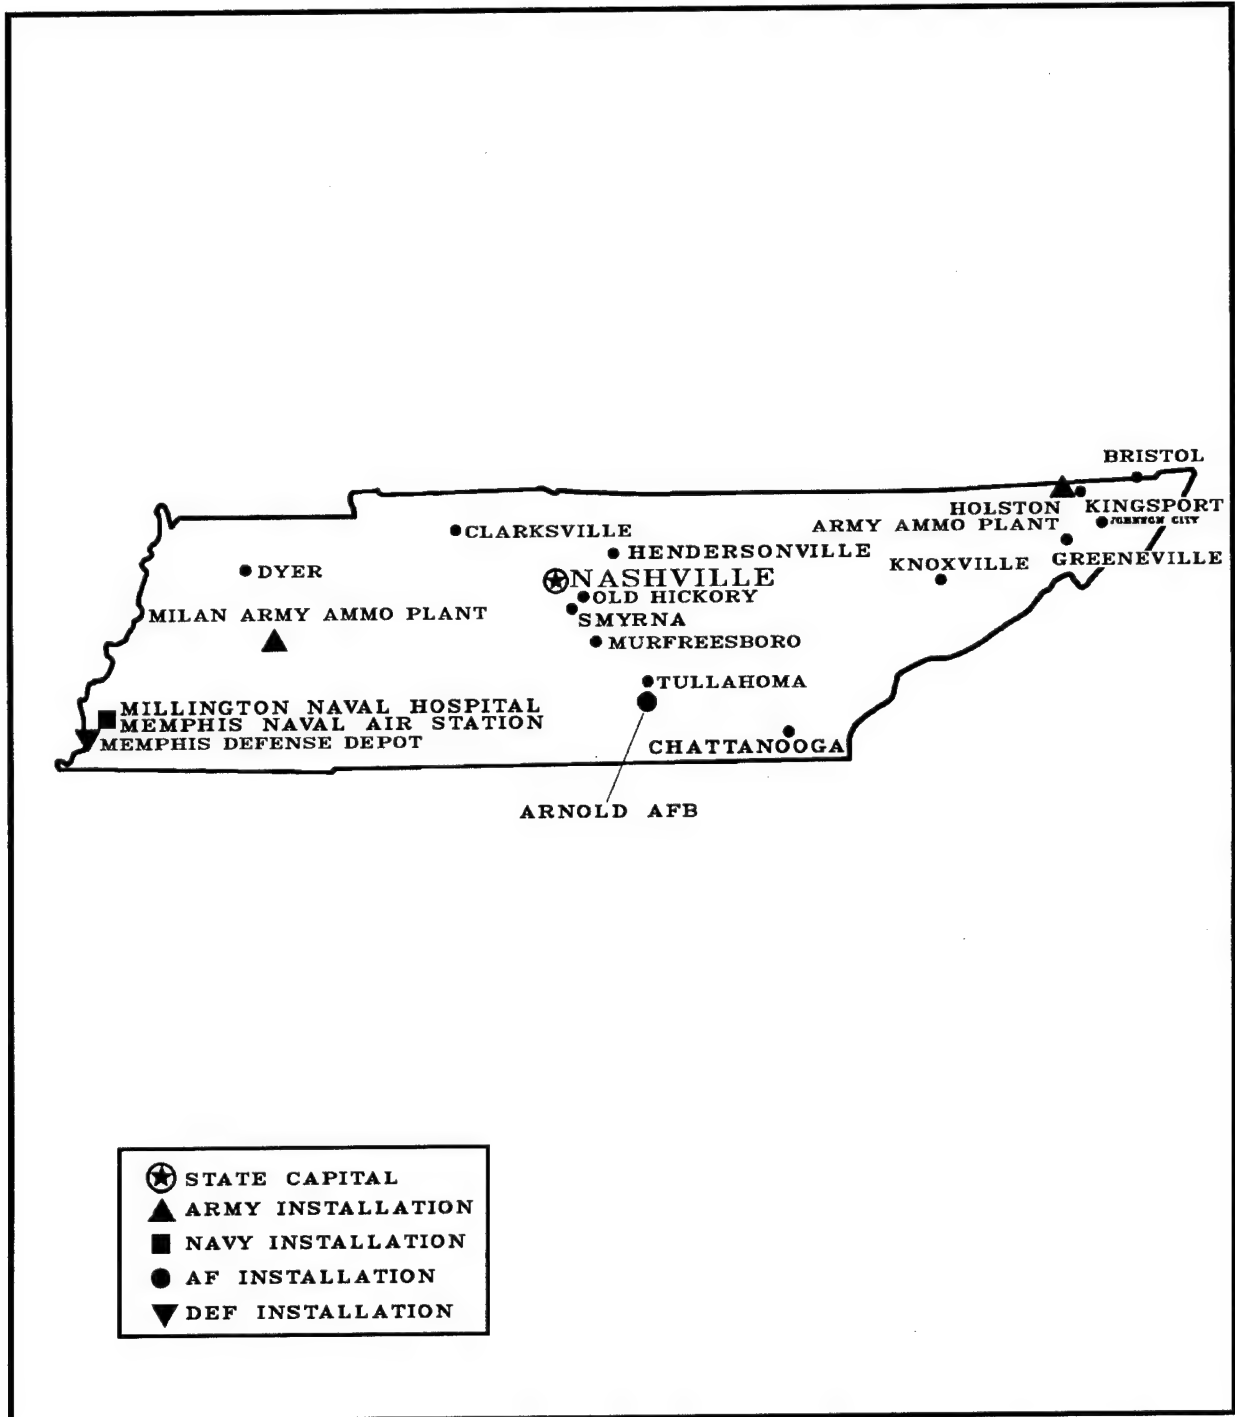 BRISTOL
HOLSTON
KINGSPORT
ARMY AMMO PLANT
JOHNSON CITY
CLARKSVILLE
HENDERSONVILLE
KNOXVILLE
GREENEVILLE
DYER
NASHVILLE
OLD HICKORY
MILAN ARMY AMMO PLANT
SMYRNA
MURFREESBORO
TULLAHOMA
MILLINGTON NAVAL HOSPITAL
MEMPHIS NAVAL AIR STATION
MEMPHIS DEFENSE DEPOT
CHATTANOOGA
ARNOLD AFB
STATE CAPITAL
ARMY INSTALLATION
NAVY INSTALLATION
AF INSTALLATION
DEF INSTALLATION